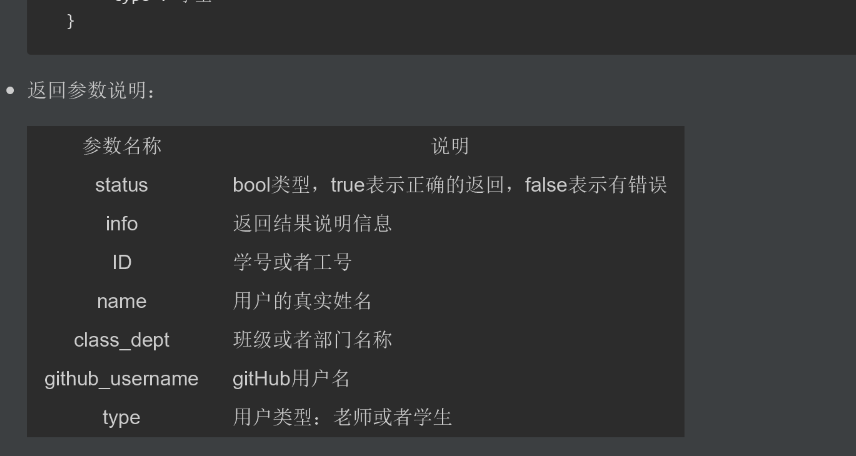 }
返回参数说明：
参数名称 说明
status bool类型，true表示正确的返回，false表示有错误
info 返回结果说明信息
ID 学号或者工号
name 用户的真实姓名
class_dept 班级或者部门名称
github_username gitHub用户名
type 用户类型：老师或者学生